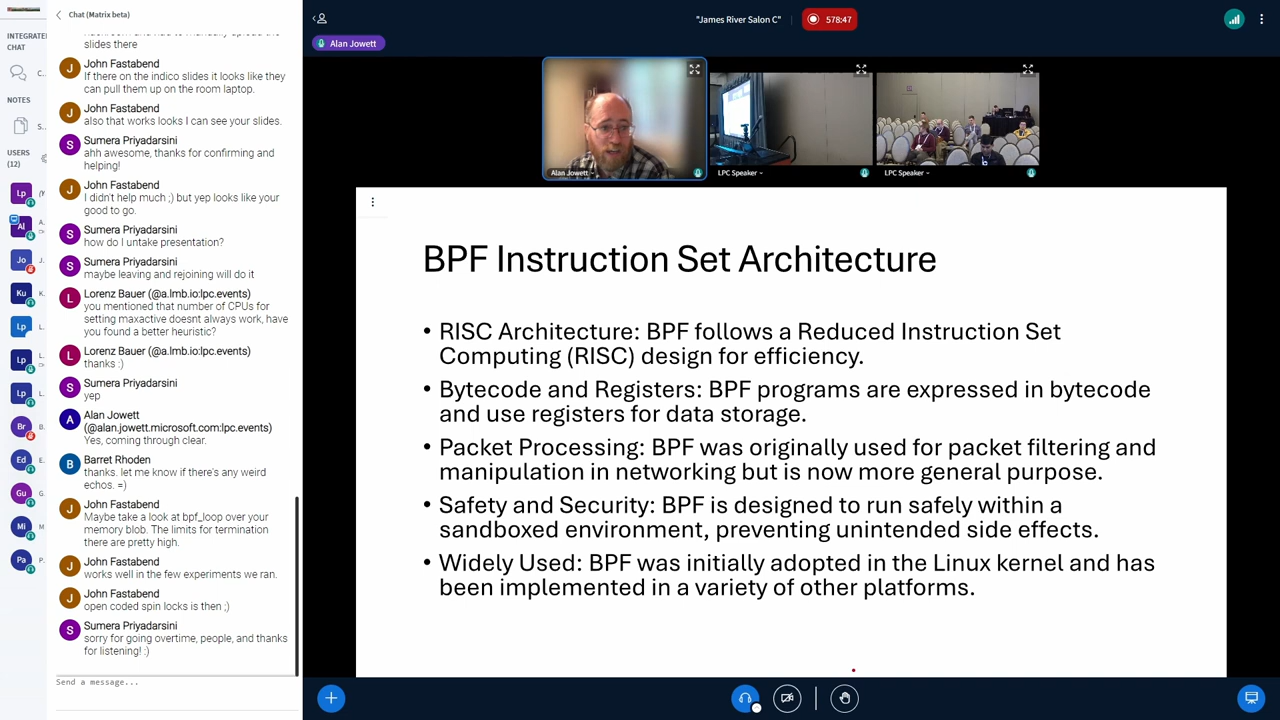 INTEGRATE
CHAT
C..
NOTES
S..
USERS
(12)
Lp
Al
A.
Jo
J.
Ku
K.
Lp
L.
Lp
L.
Lp
L.
Br
Ed
E.
Gu
G.
Mi
M
Pa
P.
Chat (Matrix beta)
slides there
J
John Fastabend
If there on the indico slides it looks like they
can pull them up on the room laptop.
John Fastabend
also that works looks I can see your slides.
S
Sumera Priyadarsini
ahh awesome, thanks for confirming and
helping!
J
John Fastabend
I didn't help much ;) but yep looks like your
good to go.
S
Sumera Priyadarsini
how do I untake presentation?
S
Sumera Priyadarsini
maybe leaving and rejoining will do it
L
Lorenz Bauer (@a.lmb.io:lpc.events)
you mentioned that number of CPUs for
setting maxactive doesnt always work, have
you found a better heuristic?
L
Lorenz Bauer (@a.lmb.io:lpc.events)
thanks :)
S
Sumera Priyadarsini
yep
A
Alan Jowett
(@alan.jowett.microsoft.com:lpc.events)
Yes, coming through clear.
B
Barret Rhoden
thanks. let me know if there's any weird
echos. =)
J
John Fastabend
Maybe take a look at bpf_loop over your
memory blob. The limits for termination
there are pretty high.
J
John Fastabend
works well in the few experiments we ran.
J
John Fastabend
open coded spin locks is then ;)
S
Sumera Priyadarsini
sorry for going overtime, people, and thanks
for listening! :)
Send a message...
"James River Salon C"
578:47
Alan Jowett
Alan Jowett
LPC Speaker
LPC Speaker
BPF Instruction Set Architecture
• RISC Architecture: BPF follows a Reduced Instruction Set
Computing (RISC) design for efficiency.
• Bytecode and Registers: BPF programs are expressed in bytecode
and use registers for data storage.
• Packet Processing: BPF was originally used for packet filtering and
manipulation in networking but is now more general purpose.
• Safety and Security: BPF is designed to run safely within a
sandboxed environment, preventing unintended side effects.
• Widely Used: BPF was initially adopted in the Linux kernel and has
been implemented in a variety of other platforms.